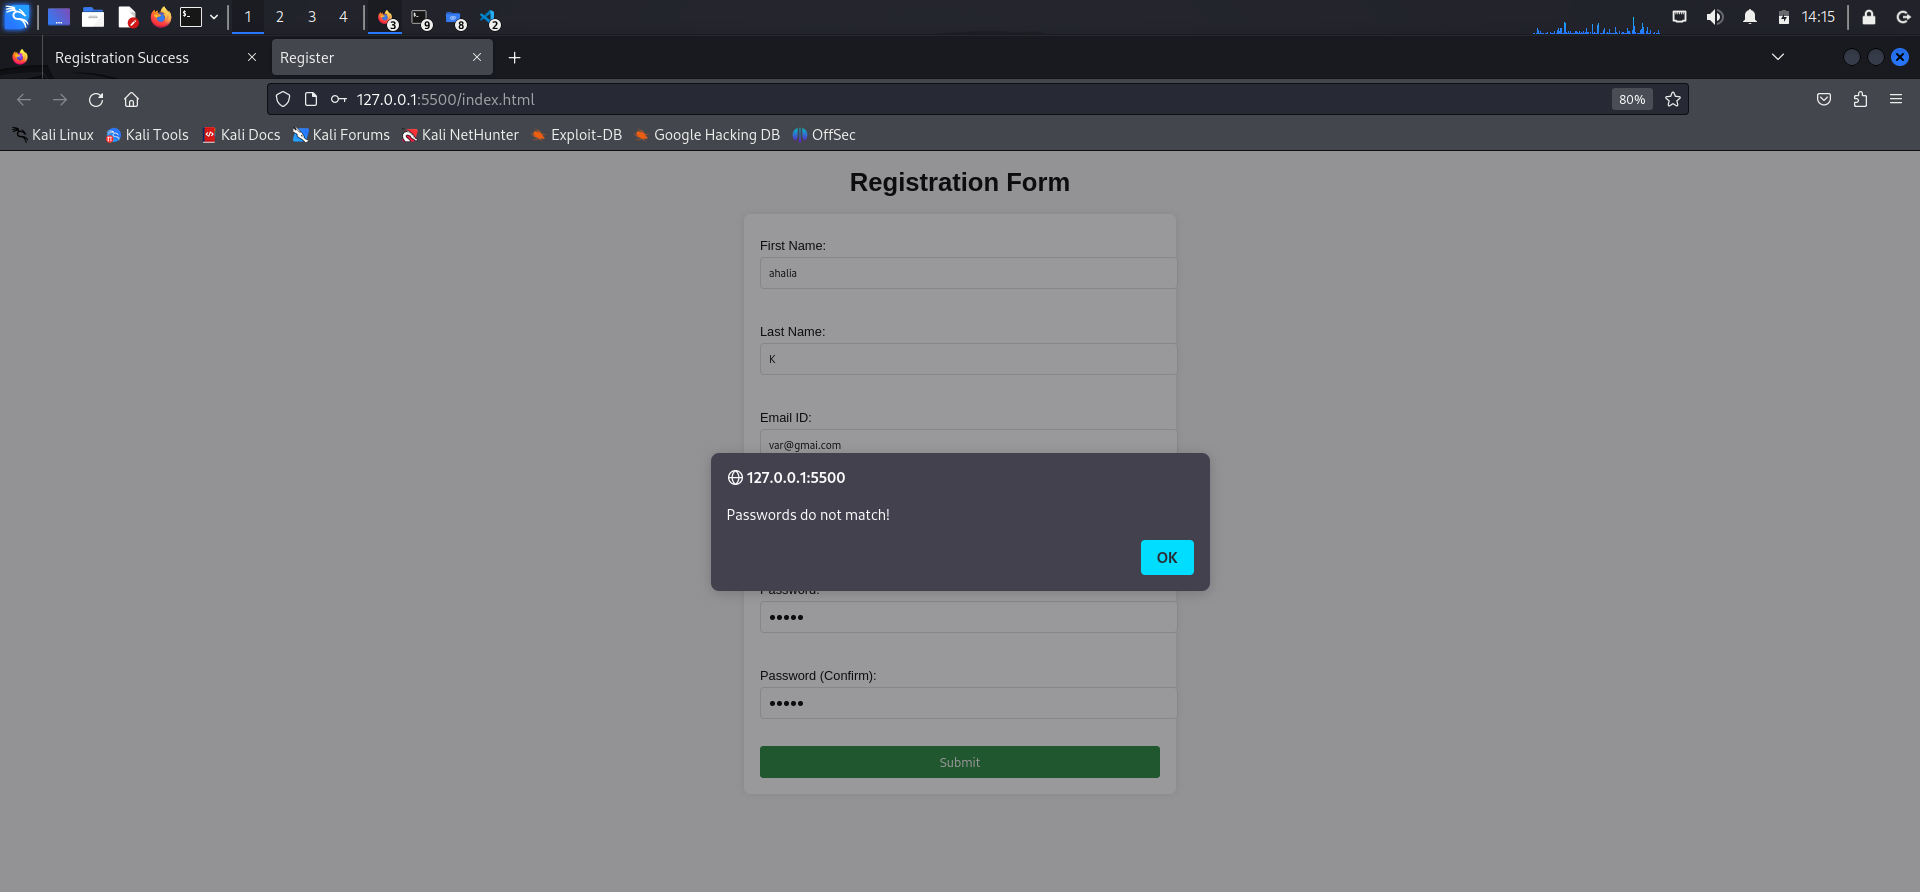 1 2 3 4 3 9 8 2 14:15
Registration Success Register
127.0.0.1:5500/index.html 80%
Kali Linux Kali Tools Kali Docs Kali Forums Kali NetHunter Exploit-DB Google Hacking DB OffSec
Registration Form
First Name:
ahalia
Last Name:
K
Email ID:
var@gmai.com
127.0.0.1:5500
Passwords do not match!
OK
Password:
Password (Confirm):
Submit